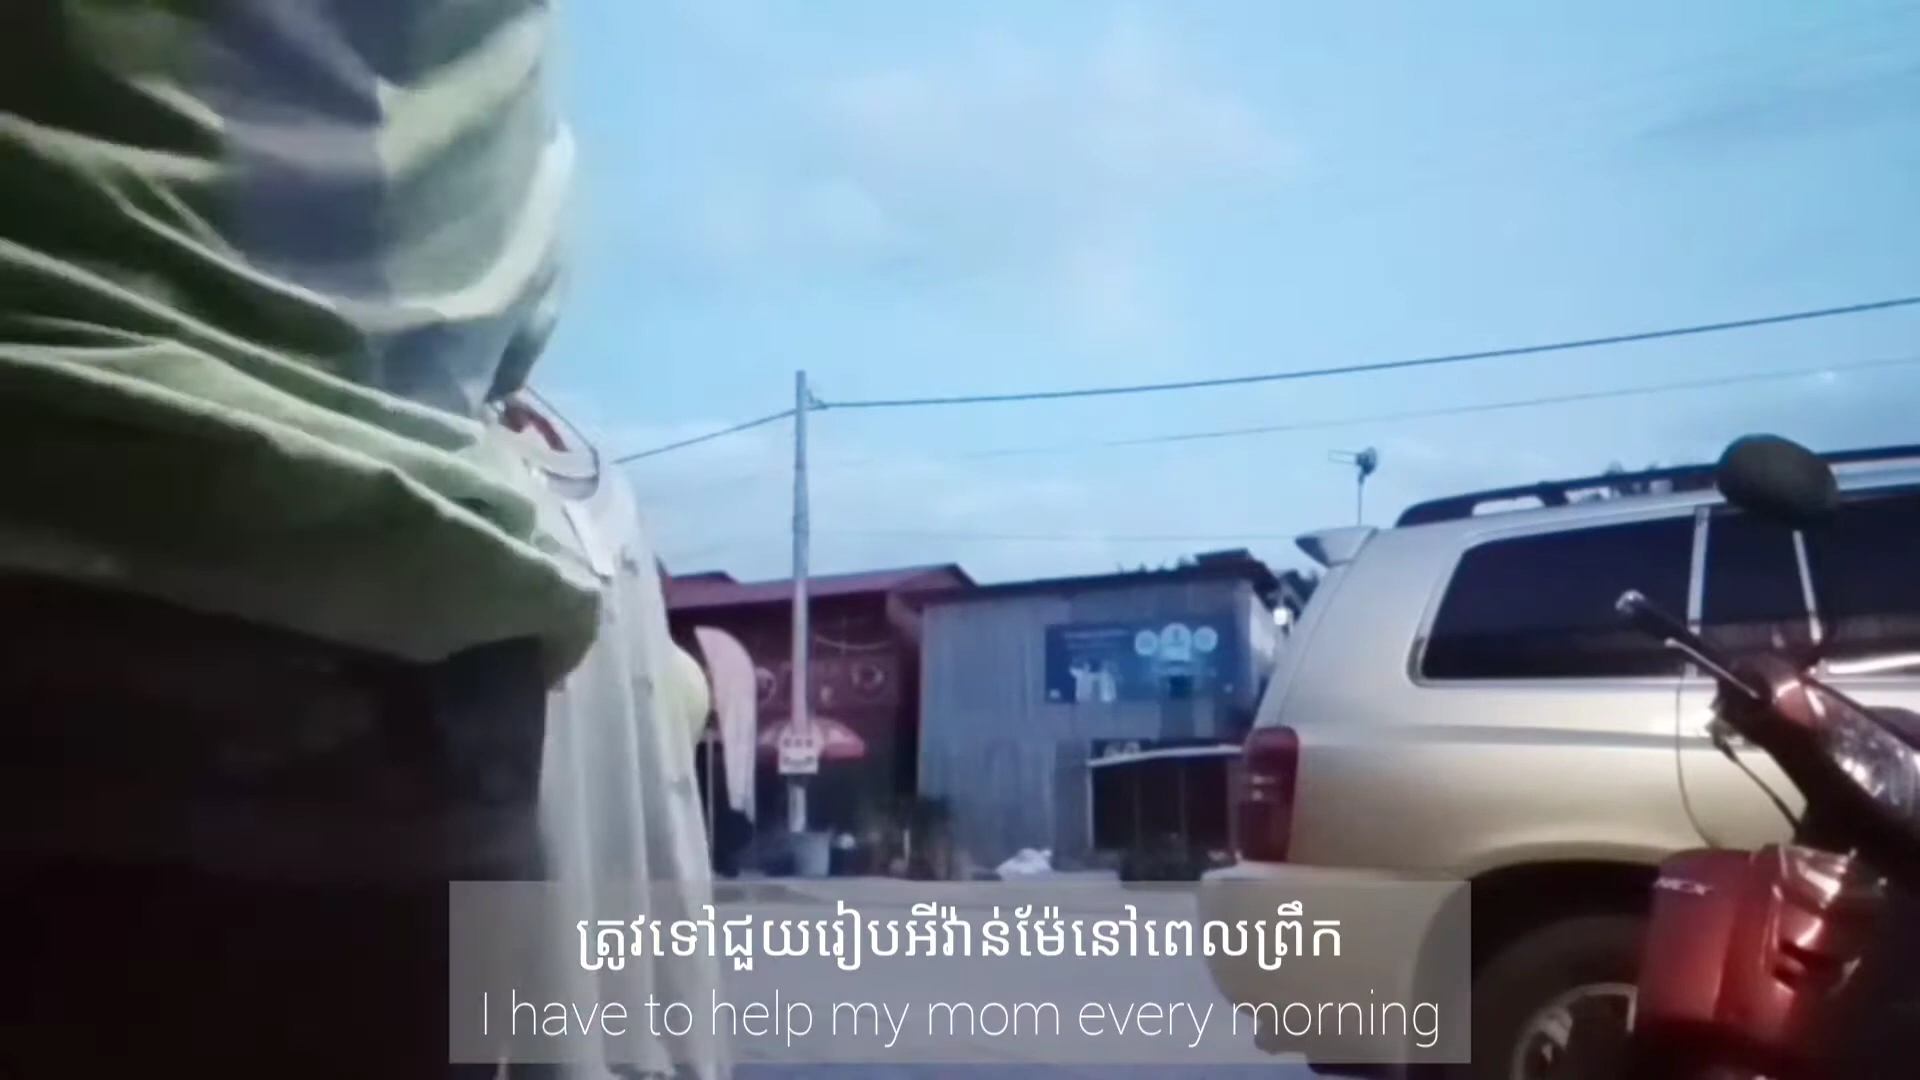 ត្រូវទៅជួយរៀបអីវ៉ាន់ម៉ែនៅពេលព្រឹក
I have to help my mom every morning